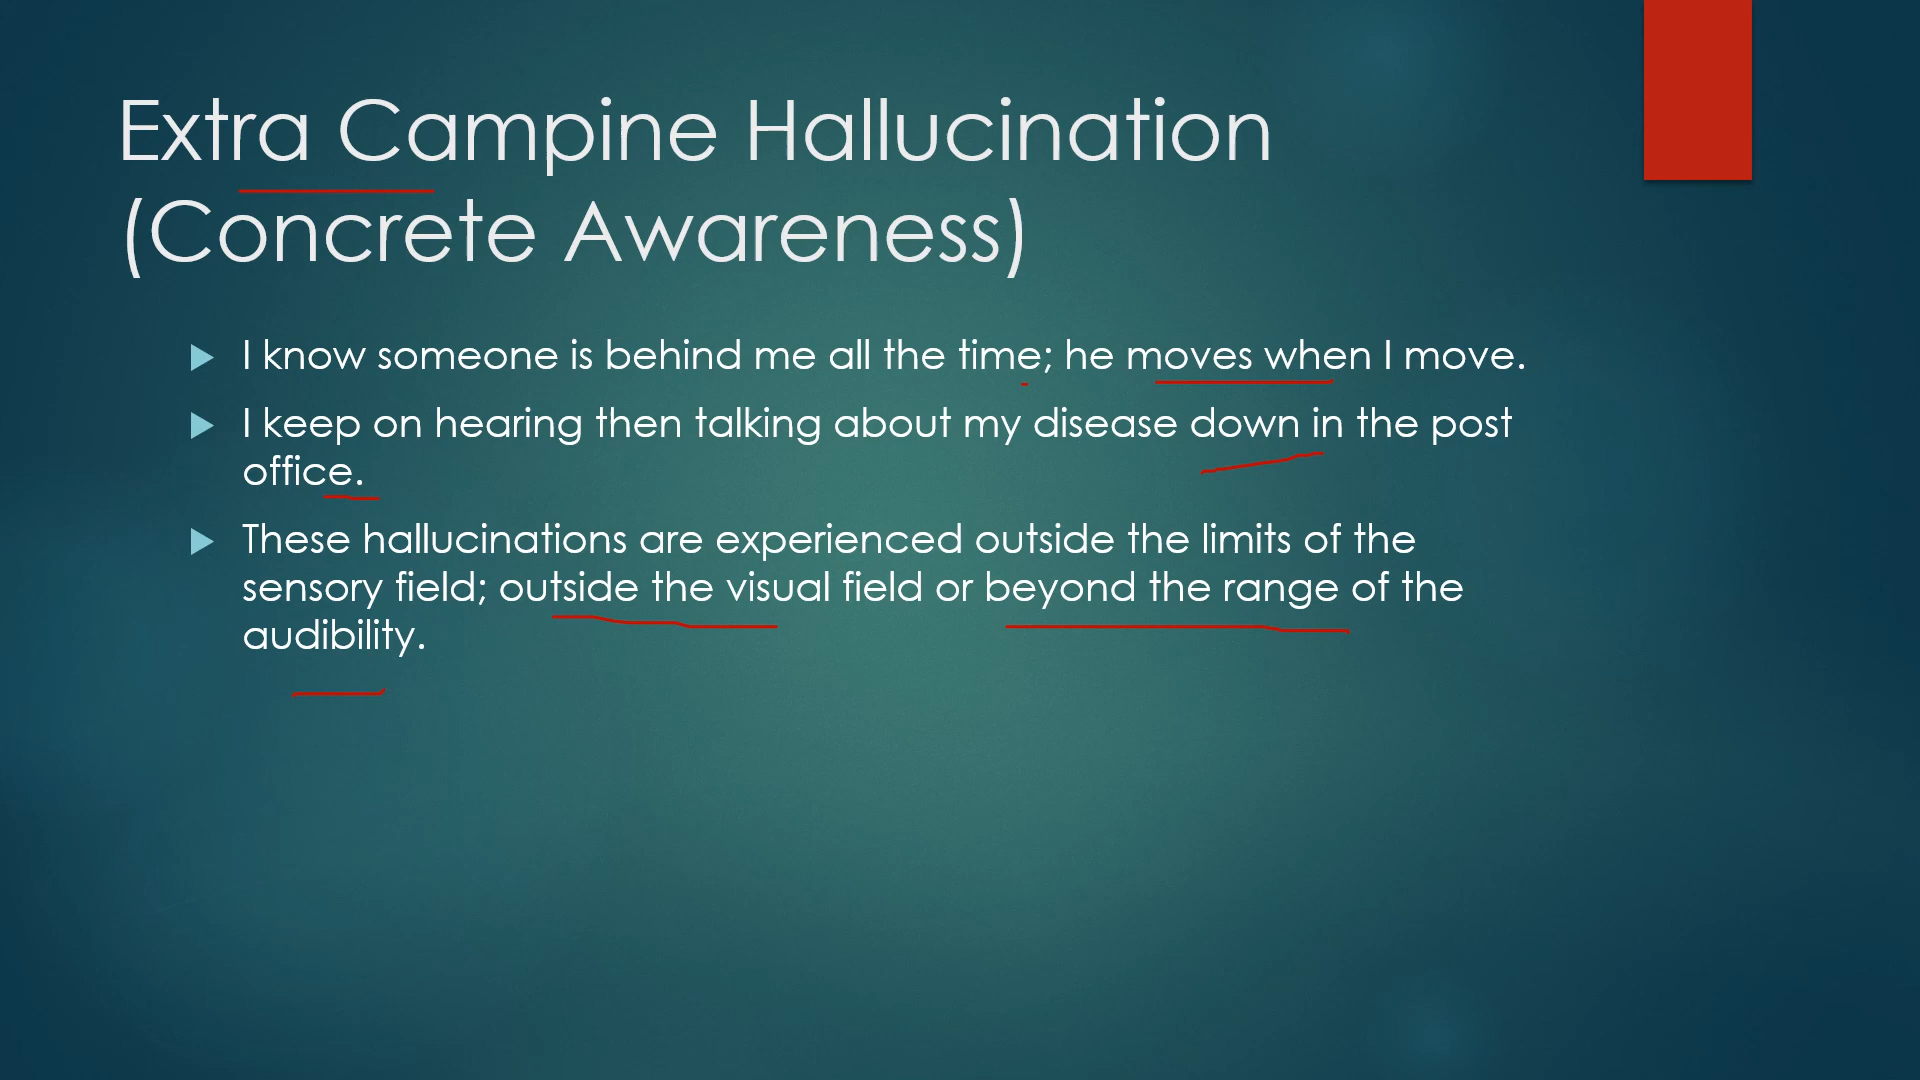 Extra Campine Hallucination
(Concrete Awareness)
I know someone is behind me all the time; he moves when I move.
I keep on hearing then talking about my disease down in the post
office.
These hallucinations are experienced outside the limits of the
sensory field; outside the visual field or beyond the range of the
audibility.